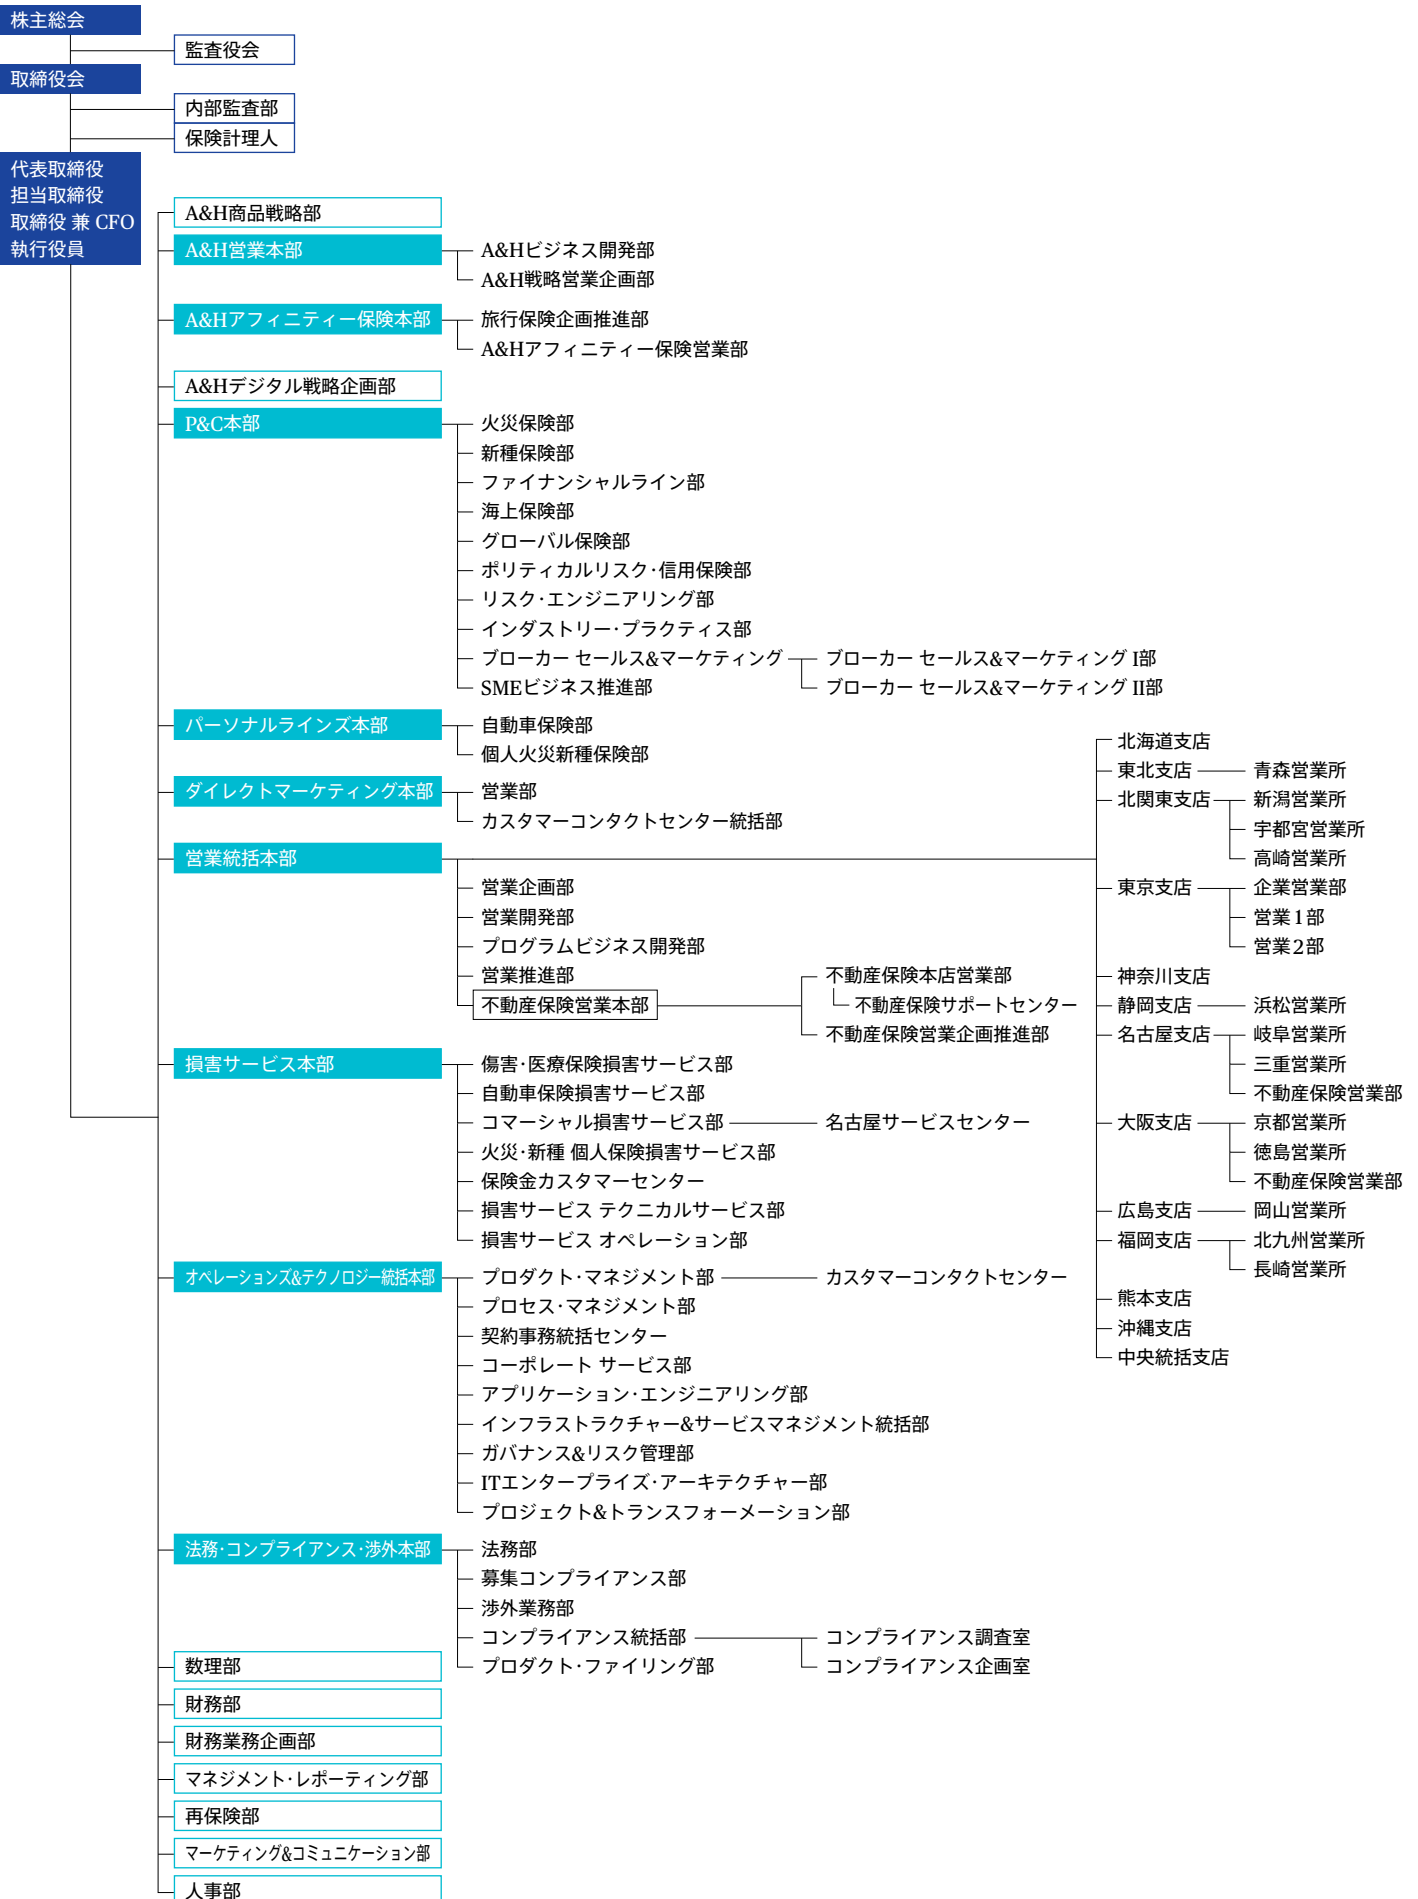 株主総会
監査役会
取締役会
内部監査部
保険計理人
代表取締役
担当取締役
取締役 兼 CFO
執行役員
A&H商品戦略部
A&H営業本部
A&Hビジネス開発部
A&H戦略営業企画部
A&Hアフィニティー保険本部
旅行保険企画推進部
A&Hアフィニティー保険営業部
A&Hデジタル戦略企画部
P&C本部
火災保険部
新種保険部
ファイナンシャルライン部
海上保険部
グローバル保険部
ポリティカルリスク·信用保険部
リスク·エンジニアリング部
インダストリー·プラクティス部
ブローカー セールス&マーケティング
ブローカー セールス&マーケティング I部
ブローカー セールス&マーケティング II部
SMEビジネス推進部
パーソナルラインズ本部
自動車保険部
個人火災新種保険部
ダイレクトマーケティング本部
営業部
カスタマーコンタクトセンター統括部
営業統括本部
営業企画部
営業開発部
プログラムビジネス開発部
営業推進部
不動産保険営業本部
不動産保険本店営業部
不動産保険サポートセンター
不動産保険営業企画推進部
北海道支店
東北支店
青森営業所
北関東支店
新潟営業所
宇都宮営業所
高崎営業所
東京支店
企業営業部
営業1部
営業2部
神奈川支店
静岡支店
浜松営業所
名古屋支店
岐阜営業所
三重営業所
不動産保険営業部
大阪支店
京都営業所
徳島営業所
不動産保険営業部
広島支店
岡山営業所
福岡支店
北九州営業所
長崎営業所
熊本支店
沖縄支店
中央統括支店
損害サービス本部
傷害·医療保険損害サービス部
自動車保険損害サービス部
コマーシャル損害サービス部
名古屋サービスセンター
火災·新種 個人保険損害サービス部
保険金カスタマーセンター
損害サービス テクニカルサービス部
損害サービス オペレーション部
オペレーションズ&テクノロジー統括本部
プロダクト·マネジメント部
カスタマーコンタクトセンター
プロセス·マネジメント部
契約事務統括センター
コーポレート サービス部
アプリケーション·エンジニアリング部
インフラストラクチャー&サービスマネジメント統括部
ガバナンス&リスク管理部
ITエンタープライズ·アーキテクチャー部
プロジェクト&トランスフォーメーション部
法務·コンプライアンス·渉外本部
法務部
募集コンプライアンス部
渉外業務部
コンプライアンス統括部
コンプライアンス調査室
コンプライアンス企画室
プロダクト·ファイリング部
数理部
財務部
財務業務企画部
マネジメント·レポーティング部
再保険部
マーケティング&コミュニケーション部
人事部